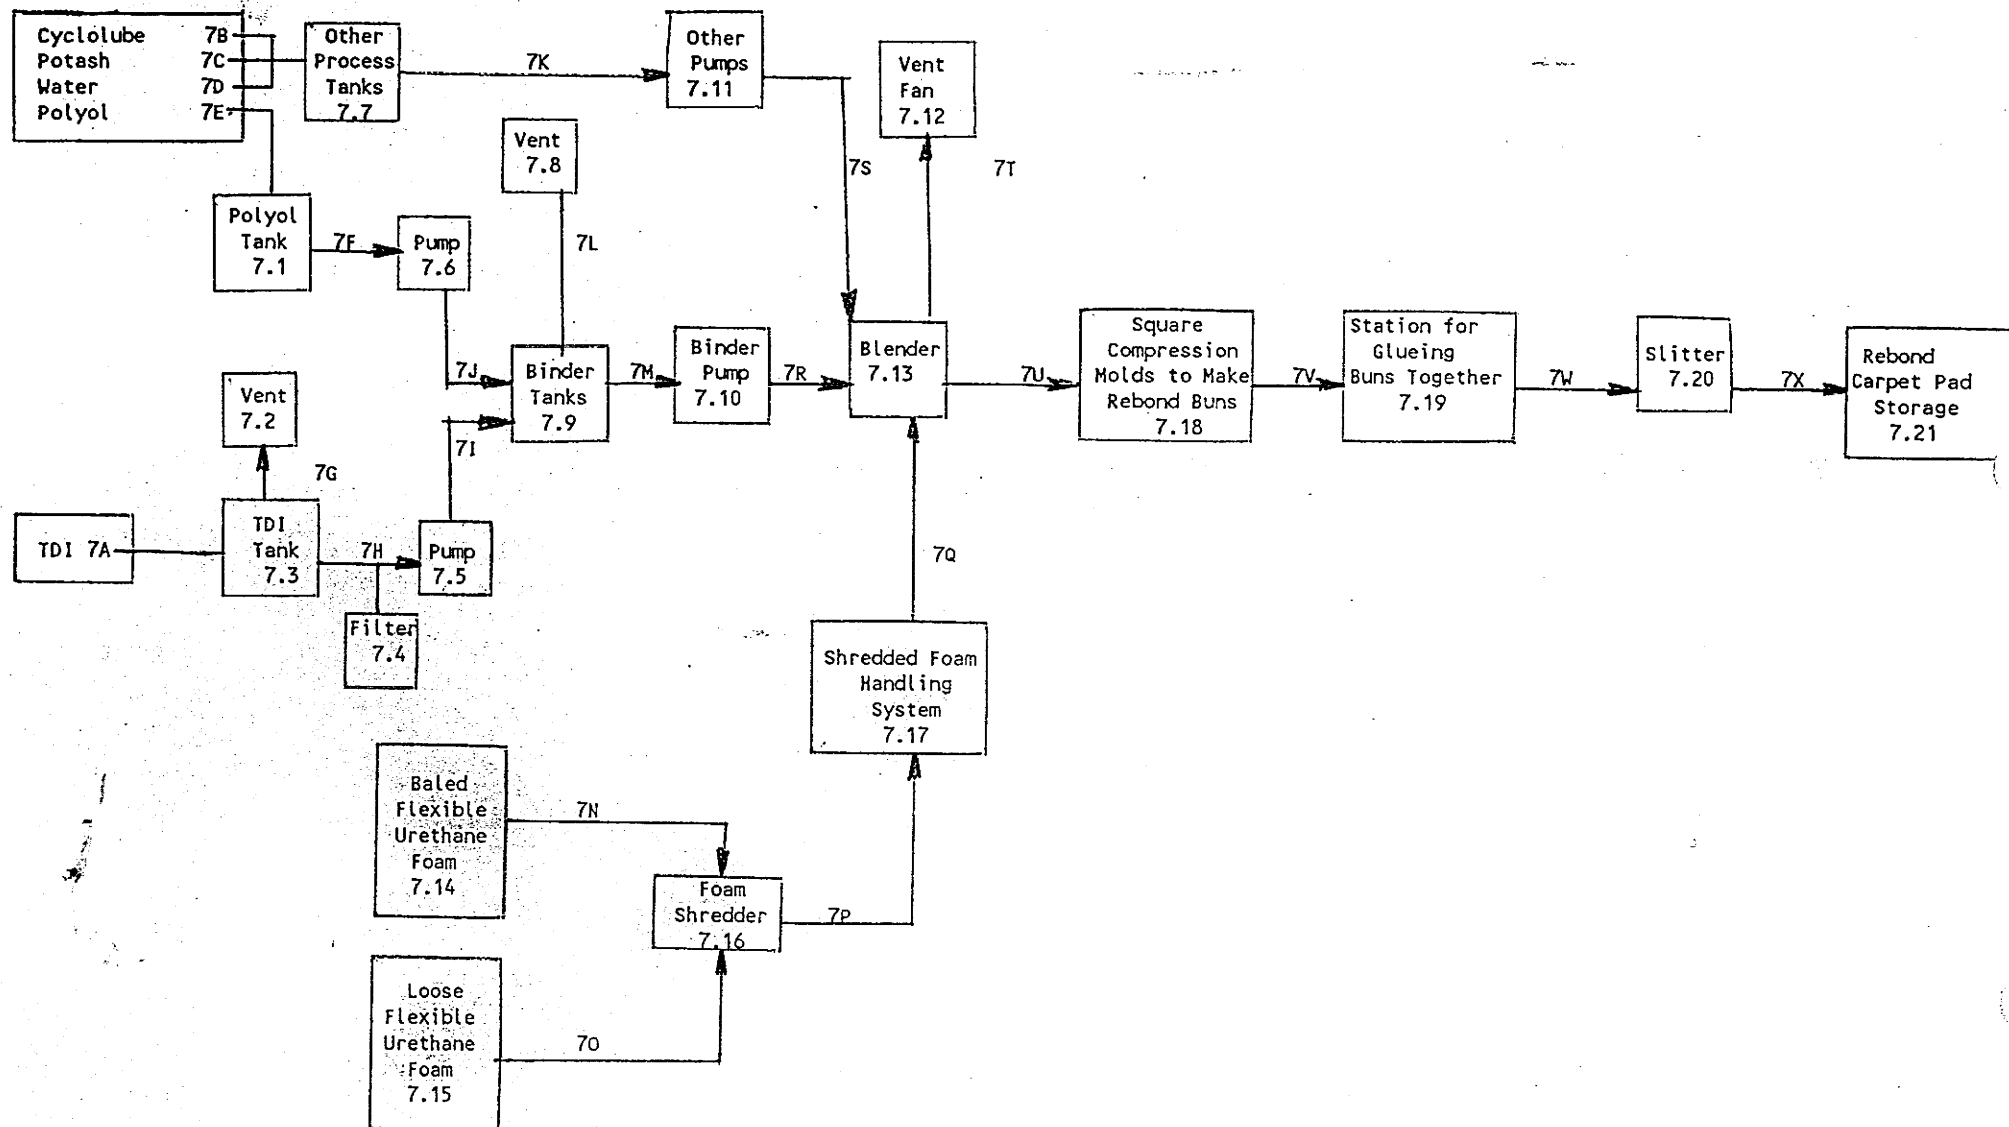 Cyclolube 7B
Potash 7C
Water 7D
Polyol 7E
Other
Process
Tanks
7.7
7K
Other
Pumps
7.11
Vent
Fan
7.12
7S
7T
Vent
7.8
7L
Polyol
Tank
7.1
7F
Pump
7.6
7J
Binder
Tanks
7.9
7M
Binder
Pump
7.10
7R
Blender
7.13
7U
Square
Compression
Molds to Make
Rebond Buns
7.18
7V
Station for
Glueing
Buns Together
7.19
7W
Slitter
7.20
7X
Rebond
Carpet Pad
Storage
7.21
Vent
7.2
7G
7I
TDI 7A
TDI
Tank
7.3
7H
Pump
7.5
Filter
7.4
7Q
Shredded Foam
Handling
System
7.17
Baled
Flexible
Urethane
Foam
7.14
7N
Foam
Shredder
7.16
7P
Loose
Flexible
Urethane
Foam
7.15
7O